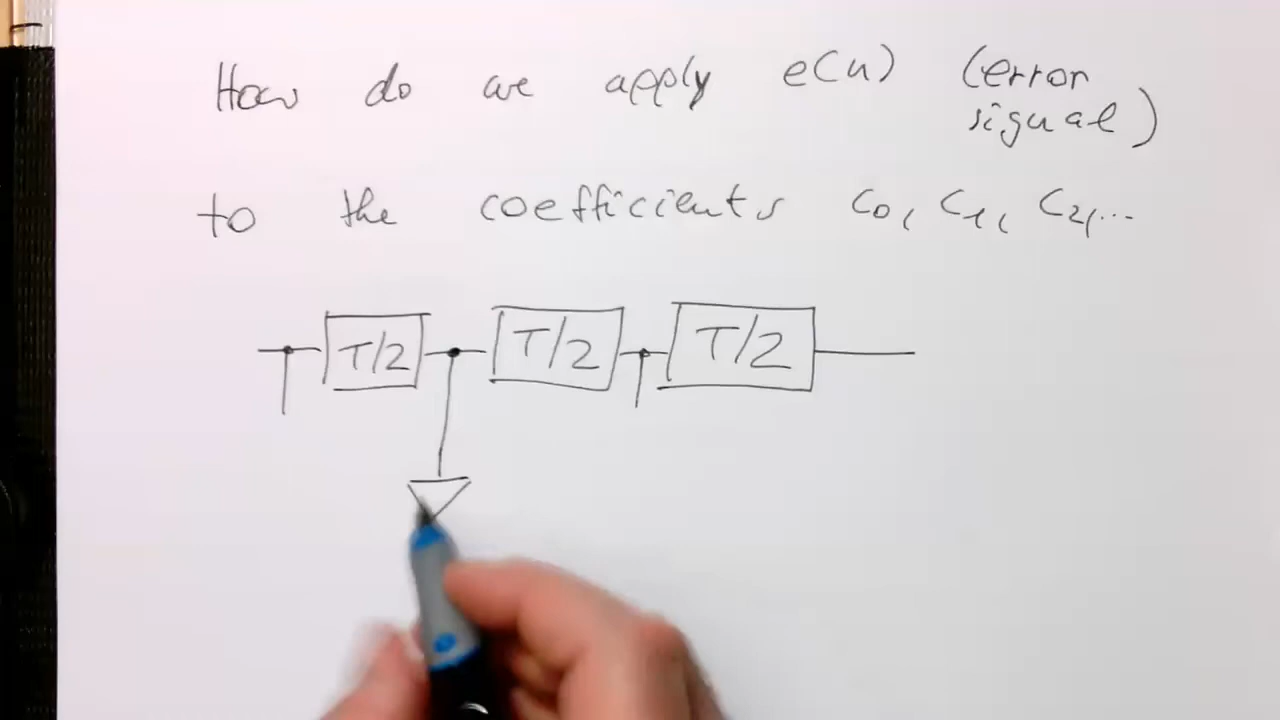 How do we apply e(n) (error
signal)
to the coefficients c0, c1, c2, ...
T/2 T/2 T/2